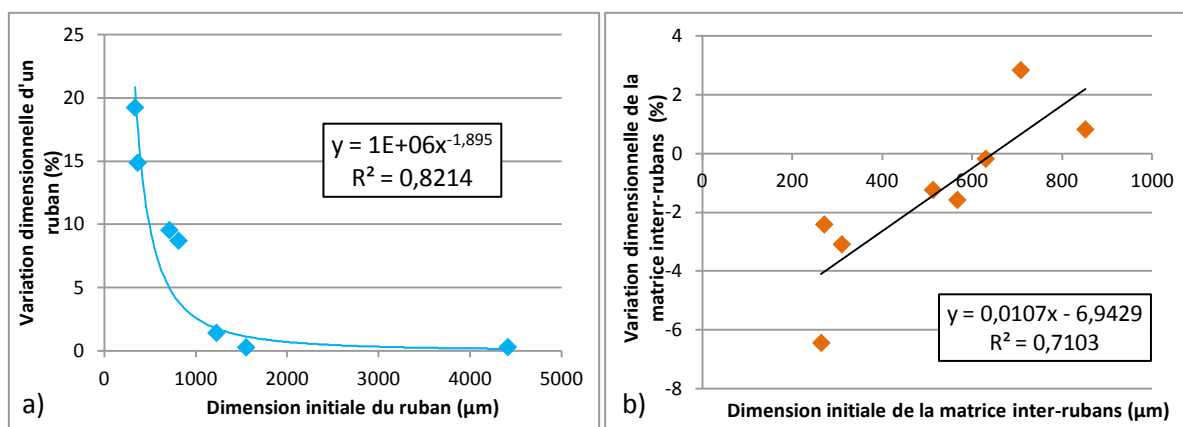 Variation dimensionnelle d'un
ruban (%)
25
20
15
10
5
0
y = 1E+06x^-1,895
R² = 0,8214
0 1000 2000 3000 4000 5000
Dimension initiale du ruban (µm)
a)
Variation dimensionnelle de la
matrice interr-rubans (%)
4
2
0
-2
-4
-6
-8
0 200 400 600 800 1000
y = 0,0107x - 6,9429
R² = 0,7103
Dimension initiale de la matrice inter-rubans (µm)
b)